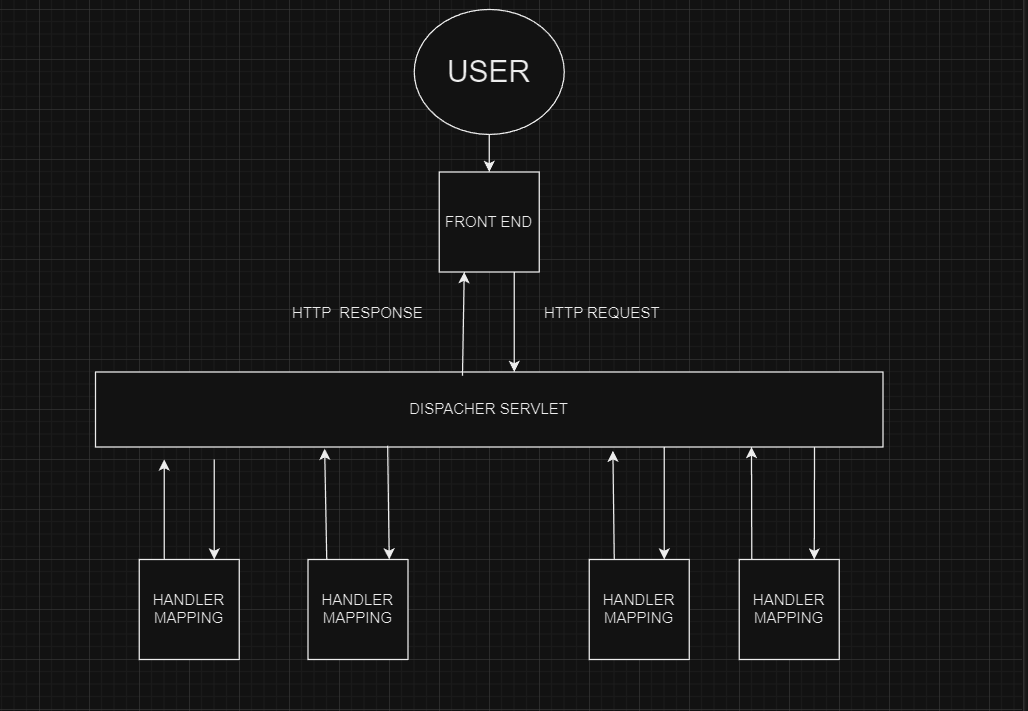 USER
FRONT END
HTTP  RESPONSE
HTTP REQUEST
DISPACHER SERVLET
HANDLER
MAPPING
HANDLER
MAPPING
HANDLER
MAPPING
HANDLER
MAPPING